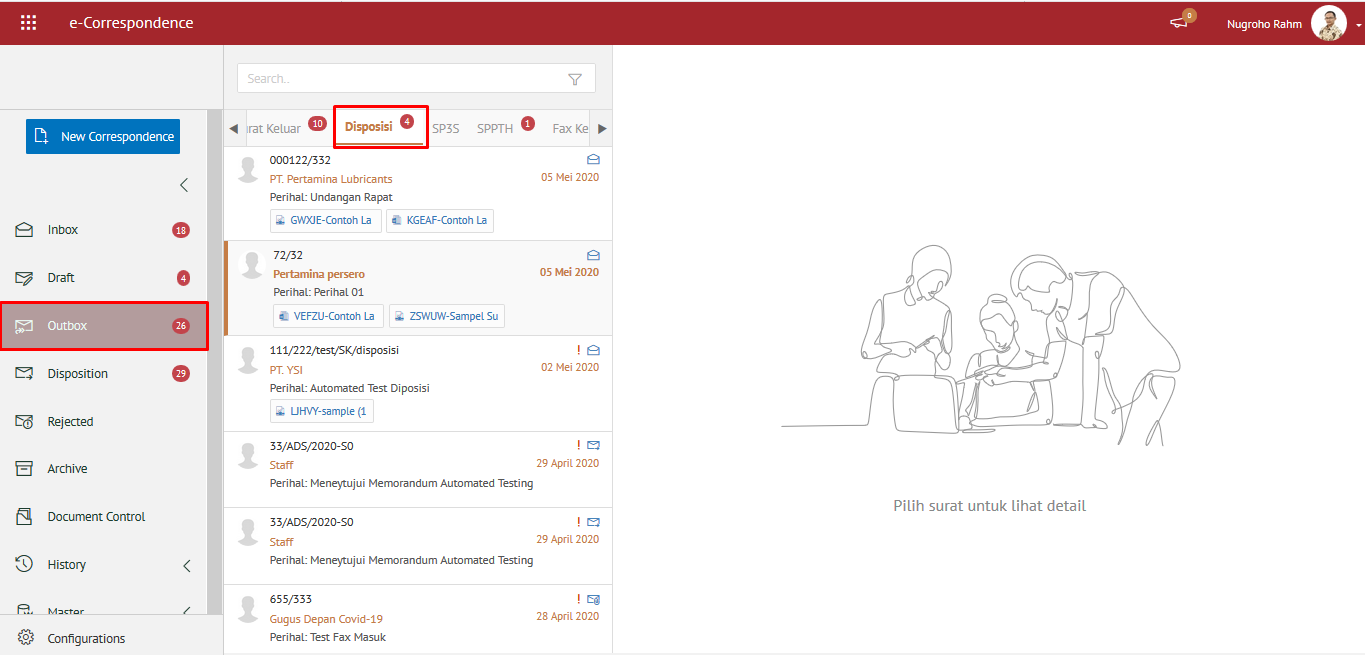 e-Correspondence
0
Nugroho Rahm
Search..
New Correspondence
Inbox 18
Draft 4
Outbox 26
Disposition 29
Rejected
Archive
Document Control
History
Master
Configurations
urat Keluar 10 Disposisi 4 SP3S SPPTH 1 Fax Ke
000122/332
PT. Pertamina Lubricants 05 Mei 2020
Perihal: Undangan Rapat
GWXJE-Contoh La KGEAF-Contoh La
72/32
Pertamina persero 05 Mei 2020
Perihal: Perihal 01
VEFZU-Contoh La ZSWUW-Sampel Su
111/222/test/SK/disposisi !
PT. YSI 02 Mei 2020
Perihal: Automated Test Diposisi
LJHVY-sample (1
33/ADS/2020-S0 !
Staff 29 April 2020
Perihal: Meneytujui Memorandum Automated Testing
33/ADS/2020-S0 !
Staff 29 April 2020
Perihal: Meneytujui Memorandum Automated Testing
655/333 !
Gugus Depan Covid-19 28 April 2020
Perihal: Test Fax Masuk
Pilih surat untuk lihat detail